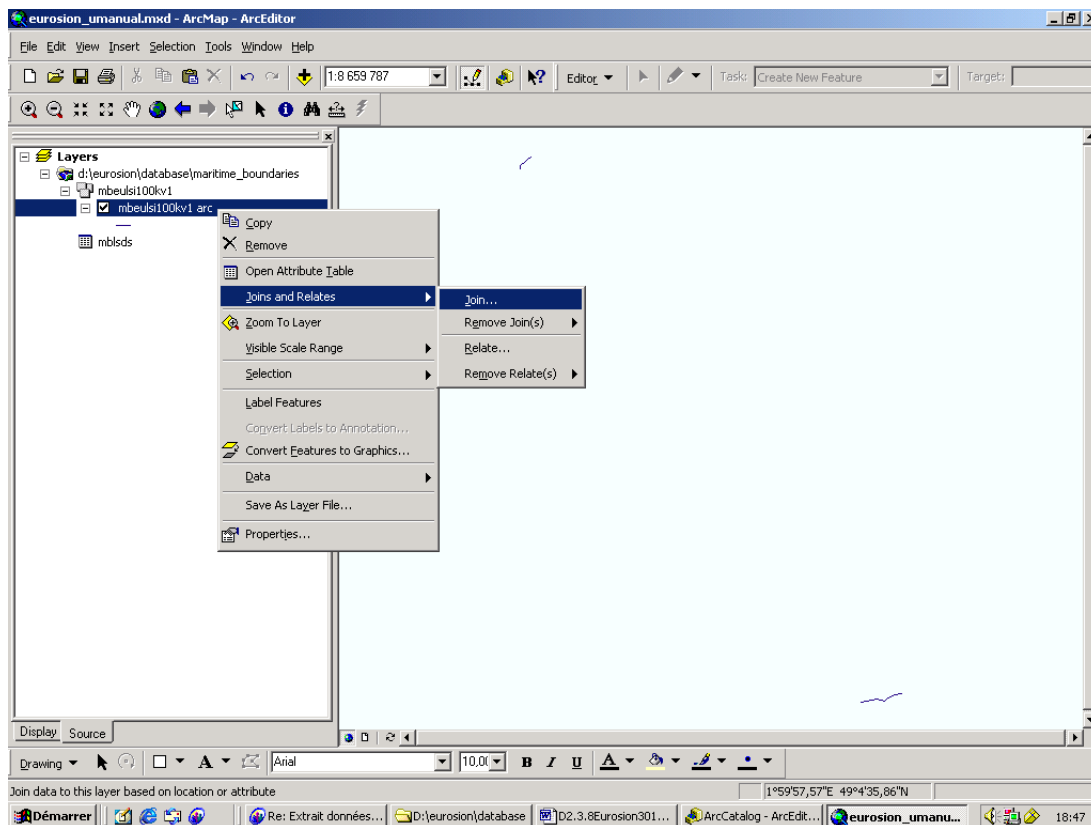 eurosion_umanual.mxd - ArcMap - ArcEditor
File Edit View Insert Selection Tools Window Help
1:8 659 787 Editor Task: Create New Feature Target:
Layers
d:\eurosion\database\maritime_boundaries
mbeulsi100kv1
mbeulsi100kv1 arc
mblsds
Copy
Remove
Open Attribute Table
Joins and Relates
Zoom To Layer
Visible Scale Range
Selection
Label Features
Convert Labels to Annotation...
Convert Features to Graphics...
Data
Save As Layer File...
Properties...
Join...
Remove Join(s)
Relate...
Remove Relate(s)
Display Source
Drawing A Arial 10,0 B I U A
Join data to this layer based on location or attribute 1°59'57,57"E 49°4'35,86"N
Démarrer Re: Extrait données... D:\eurosion\database D2.3.8Eurosion301... ArcCatalog - ArcEdit... eurosion_umanu... 18:47